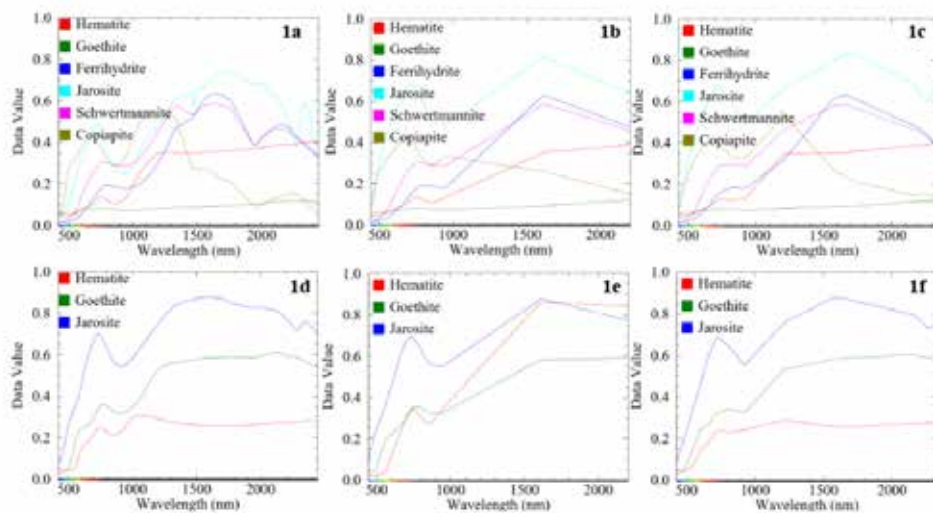 1.0
0.8
0.6
0.4
0.2
0.0
Data Value
Hematite
Goethite
Ferrihydrite
Jarosite
Schwertmannite
Copiapite
1a
500 1000 1500 2000
Wavelength (nm)
1.0
0.8
0.6
0.4
0.2
0.0
Data Value
Hematite
Goethite
Ferrihydrite
Jarosite
Schwertmannite
Copiapite
1b
500 1000 1500 2000
Wavelength (nm)
1.0
0.8
0.6
0.4
0.2
0.0
Data Value
Hematite
Goethite
Ferrihydrite
Jarosite
Schwertmannite
Copiapite
1c
500 1000 1500 2000
Wavelength (nm)
1.0
0.8
0.6
0.4
0.2
0.0
Data Value
Hematite
Goethite
Jarosite
1d
500 1000 1500 2000
Wavelength (nm)
1.0
0.8
0.6
0.4
0.2
0.0
Data Value
Hematite
Goethite
Jarosite
1e
500 1000 1500 2000
Wavelength (nm)
1.0
0.8
0.6
0.4
0.2
0.0
Data Value
Hematite
Goethite
Jarosite
1f
500 1000 1500 2000
Wavelength (nm)